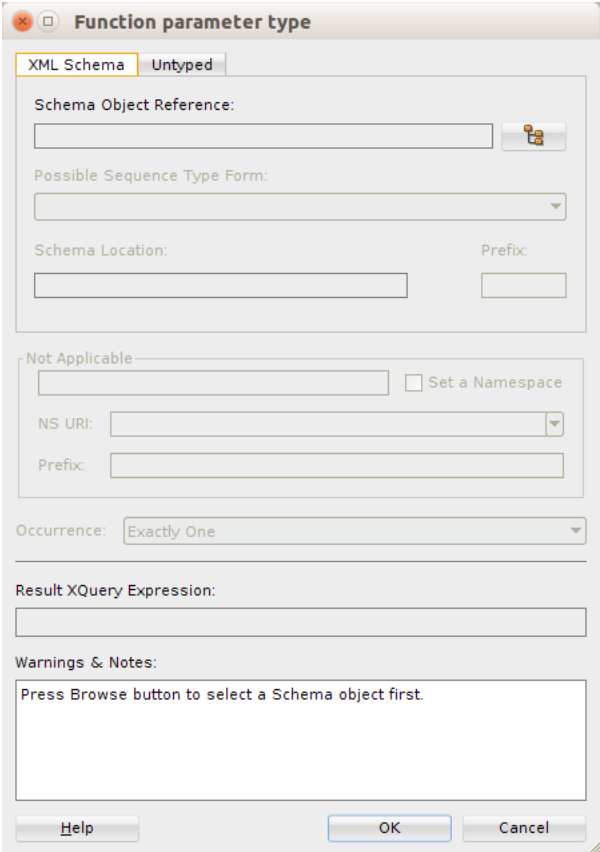 Function parameter type
XML Schema Untyped
Schema Object Reference:
Possible Sequence Type Form:
Schema Location: Prefix:
Not Applicable
Set a Namespace
NS URI:
Prefix:
Occurrence: Exactly One
Result XQuery Expression:
Warnings & Notes:
Press Browse button to select a Schema object first.
Help OK Cancel